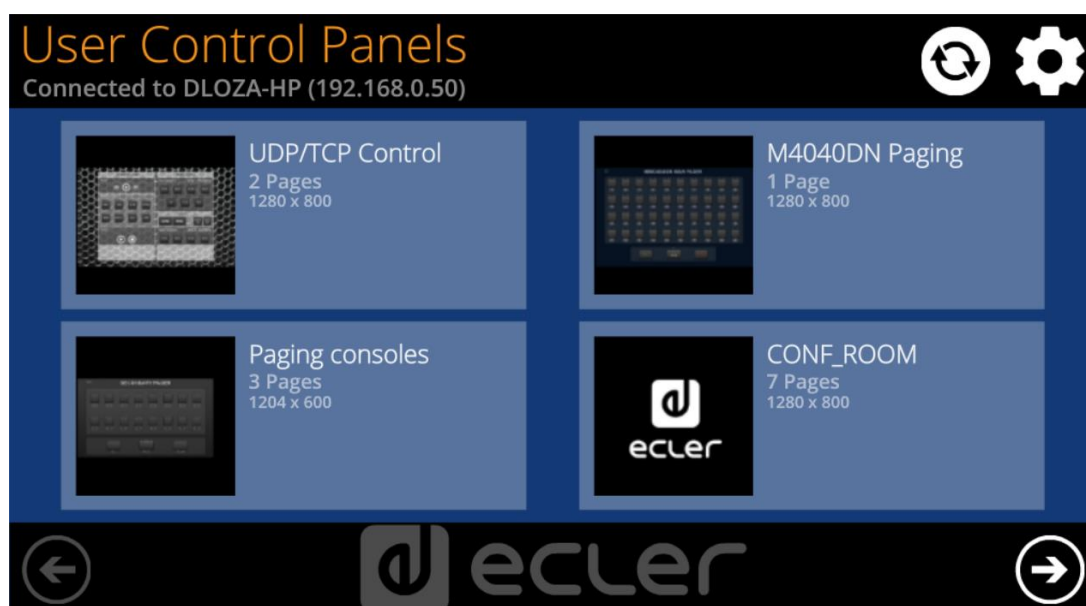 User Control Panels
Connected to DLOZA-HP (192.168.0.50)
UDP/TCP Control
2 Pages
1280 x 800
M4040DN Paging
1 Page
1280 x 800
Paging consoles
3 Pages
1204 x 600
CONF_ROOM
7 Pages
1280 x 800
ecler
ecler